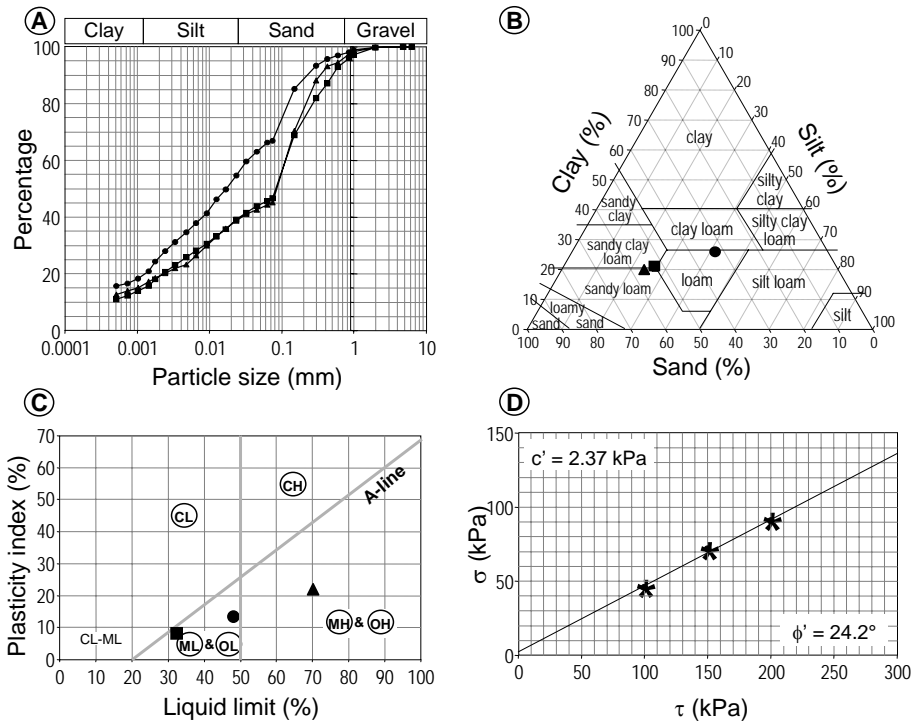 A
Clay Silt Sand Gravel
100
80
60
40
20
0
Percentage
0.0001 0.001 0.01 0.1 1 10
Particle size (mm)
B
Clay (%)
Silt (%)
Sand (%)
0
10
20
30
40
50
60
70
80
90
100
100
90
80
70
60
50
40
30
20
10
0
100 90 80 70 60 50 40 30 20 10 0
clay
silty
clay
sandy
clay
clay loam
silty clay
loam
sandy clay
loam
loam
sandy loam
silt loam
loamy
sand
sand
silt
C
Plasticity index (%)
70
60
50
40
30
20
10
0
0 10 20 30 40 50 60 70 80 90 100
Liquid limit (%)
CL
CH
A-line
CL-ML
ML & OL
MH & OH
D
150
100
50
0
σ (kPa)
c’ = 2.37 kPa
ϕ’ = 24.2°
0 50 100 150 200 250 300
τ (kPa)